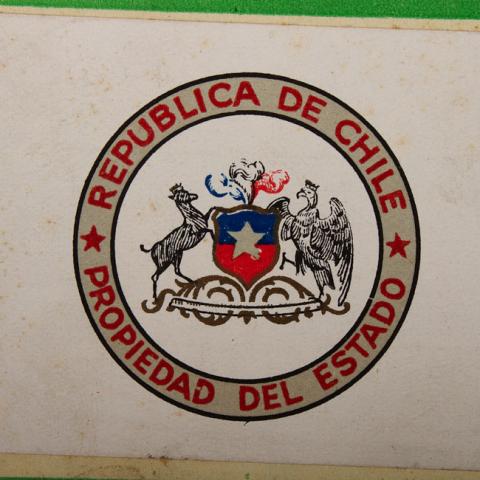 REPUBLICA DE CHILE
PROPIEDAD DEL ESTADO